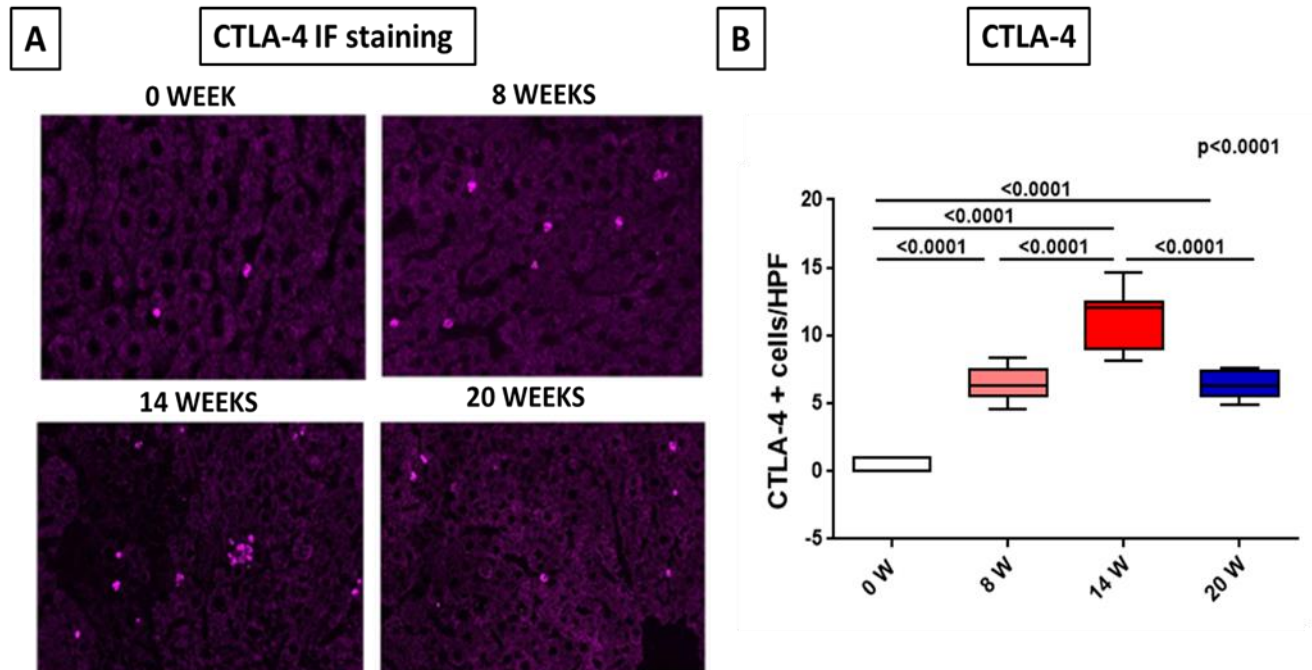 A
CTLA-4 IF staining
0 WEEK
8 WEEKS
14 WEEKS
20 WEEKS
B
CTLA-4
p<0.0001
<0.0001
<0.0001
<0.0001 <0.0001 <0.0001
CTLA-4 + cells/HPF
20
15
10
5
0
-5
0 W
8 W
14 W
20 W